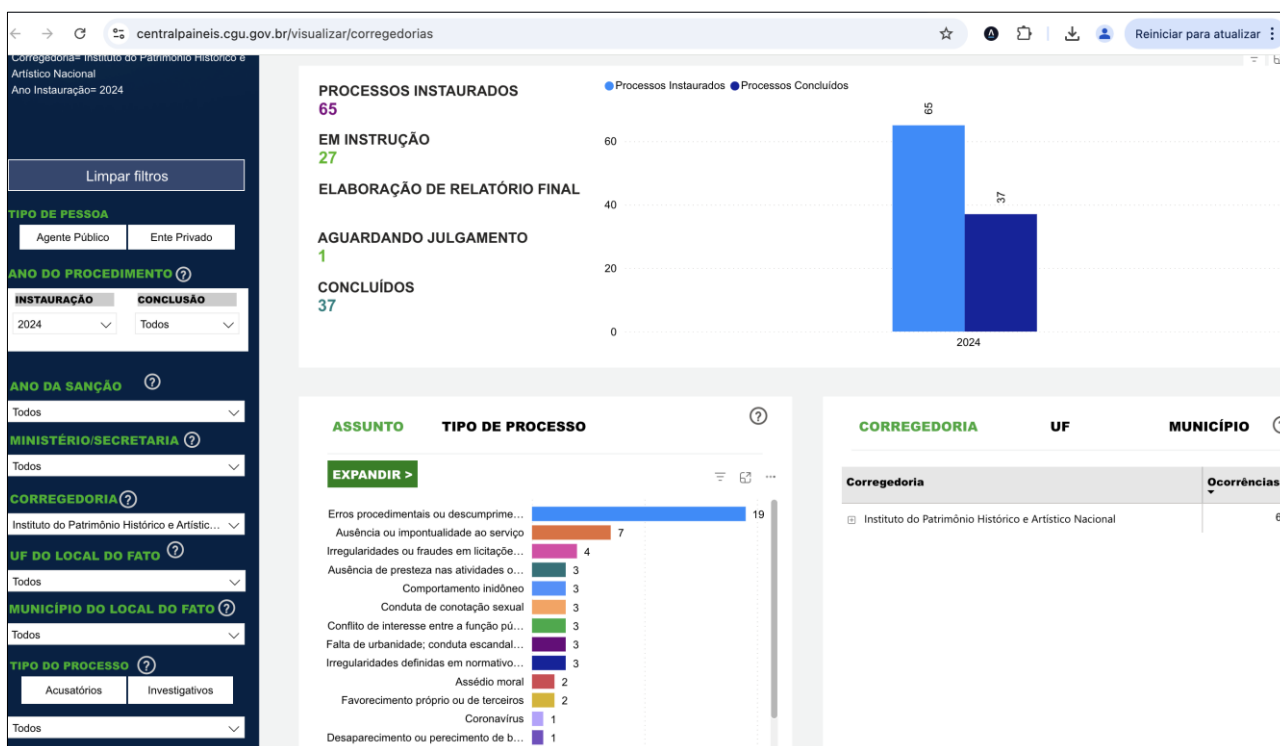 centralpaineis.cgu.gov.br/visualizar/corregedorias
Reiniciar para atualizar
Corregedoria= Instituto do Patrimônio Histórico e
Artístico Nacional
Ano Instauração= 2024
Limpar filtros
TIPO DE PESSOA
Agente Público
Ente Privado
ANO DO PROCEDIMENTO
INSTAURAÇÃO
CONCLUSÃO
2024
Todos
ANO DA SANÇÃO
Todos
MINISTÉRIO/SECRETARIA
Todos
CORREGEDORIA
Instituto do Patrimônio Histórico e Artístic...
UF DO LOCAL DO FATO
Todos
MUNICÍPIO DO LOCAL DO FATO
Todos
TIPO DO PROCESSO
Acusatórios
Investigativos
Todos
PROCESSOS INSTAURADOS
65
EM INSTRUÇÃO
27
ELABORAÇÃO DE RELATÓRIO FINAL
AGUARDANDO JULGAMENTO
1
CONCLUÍDOS
37
Processos Instaurados
Processos Concluídos
65
37
60
40
20
0
2024
ASSUNTO
TIPO DE PROCESSO
EXPANDIR >
Erros procedimentais ou descumprime... 19
Ausência ou impontualidade ao serviço 7
Irregularidades ou fraudes em licitaçõe... 4
Ausência de presteza nas atividades o... 3
Comportamento inidôneo 3
Conduta de conotação sexual 3
Conflito de interesse entre a função pú... 3
Falta de urbanidade; conduta escandal... 3
Irregularidades definidas em normativo... 3
Assédio moral 2
Favorecimento próprio ou de terceiros 2
Coronavírus 1
Desaparecimento ou perecimento de b... 1
CORREGEDORIA
UF
MUNICÍPIO
Corregedoria
Ocorrências
Instituto do Patrimônio Histórico e Artístico Nacional